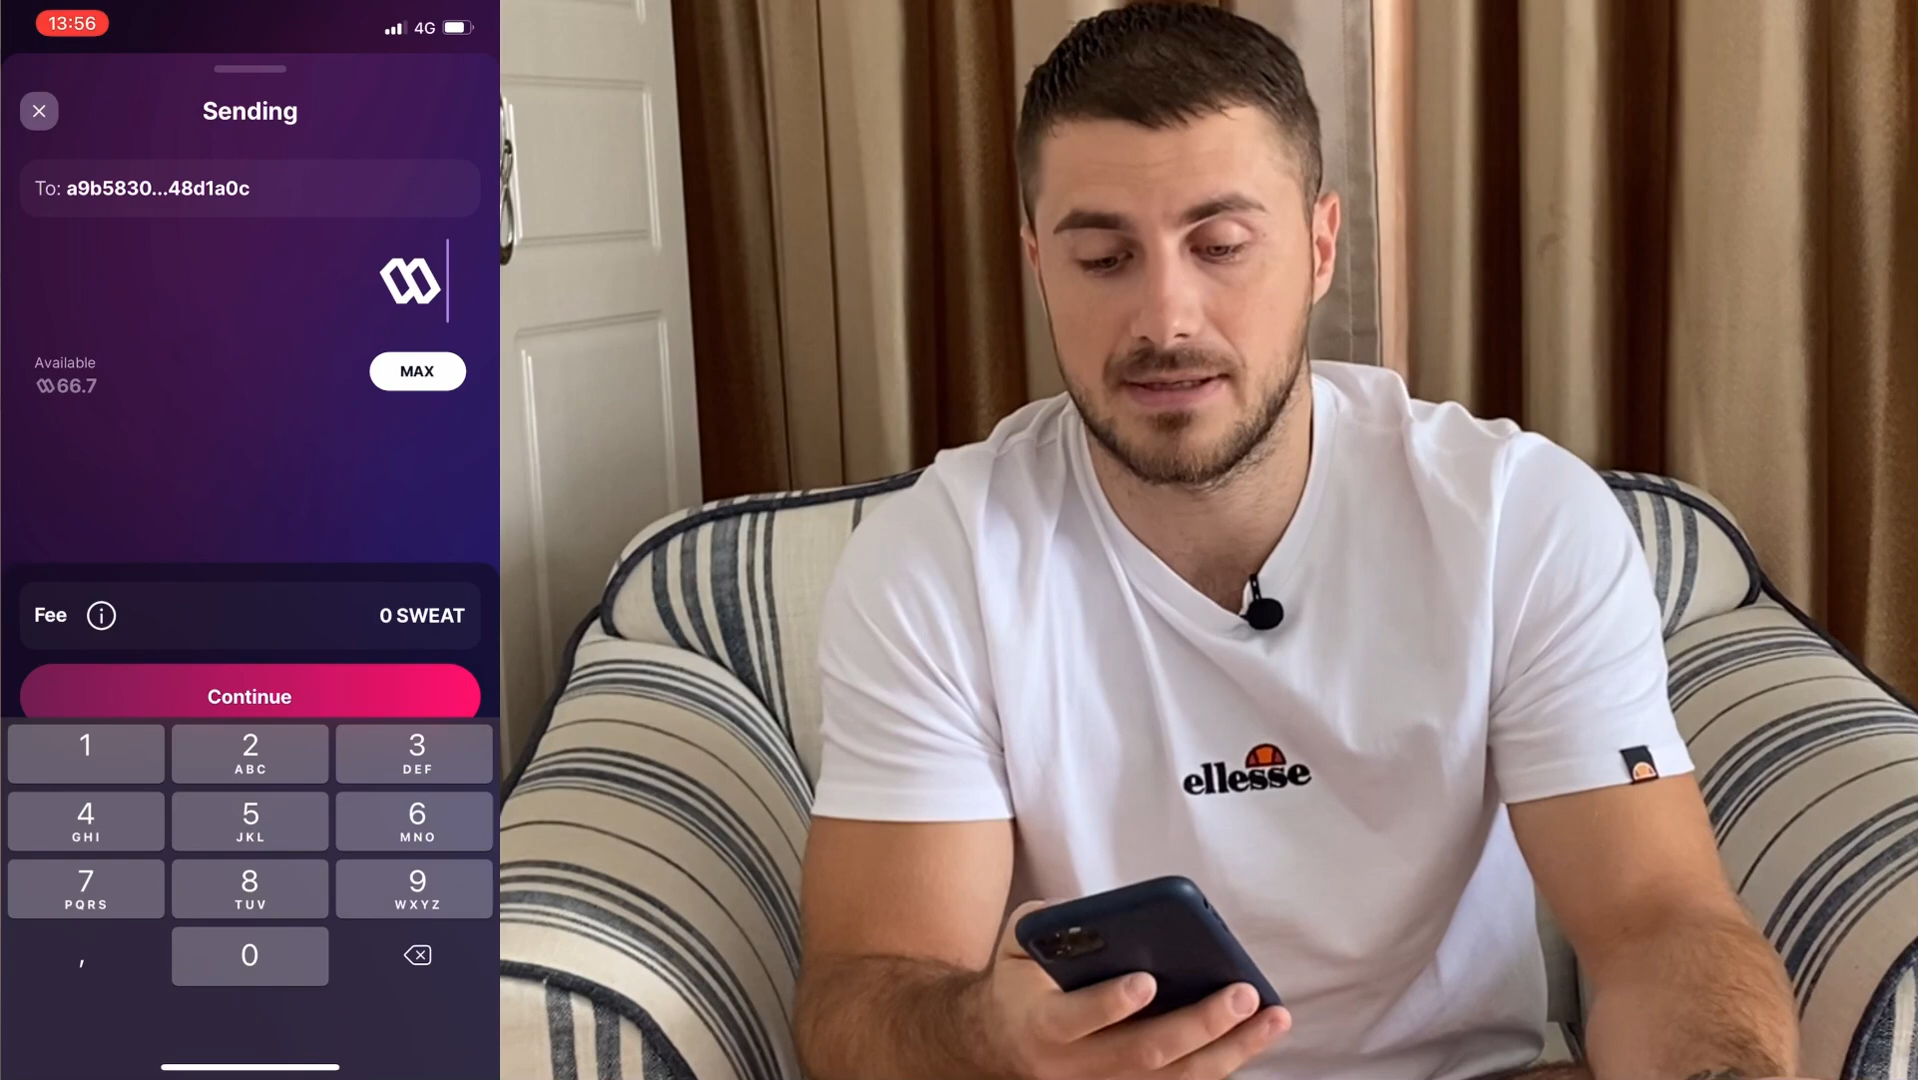 13:56
4G
Sending
To: a9b5830...48d1a0c
Available
66.7
MAX
Fee
0 SWEAT
Continue
1
2
ABC
3
DEF
4
GHI
5
JKL
6
MNO
7
PQRS
8
TUV
9
WXYZ
,
0
ellesse